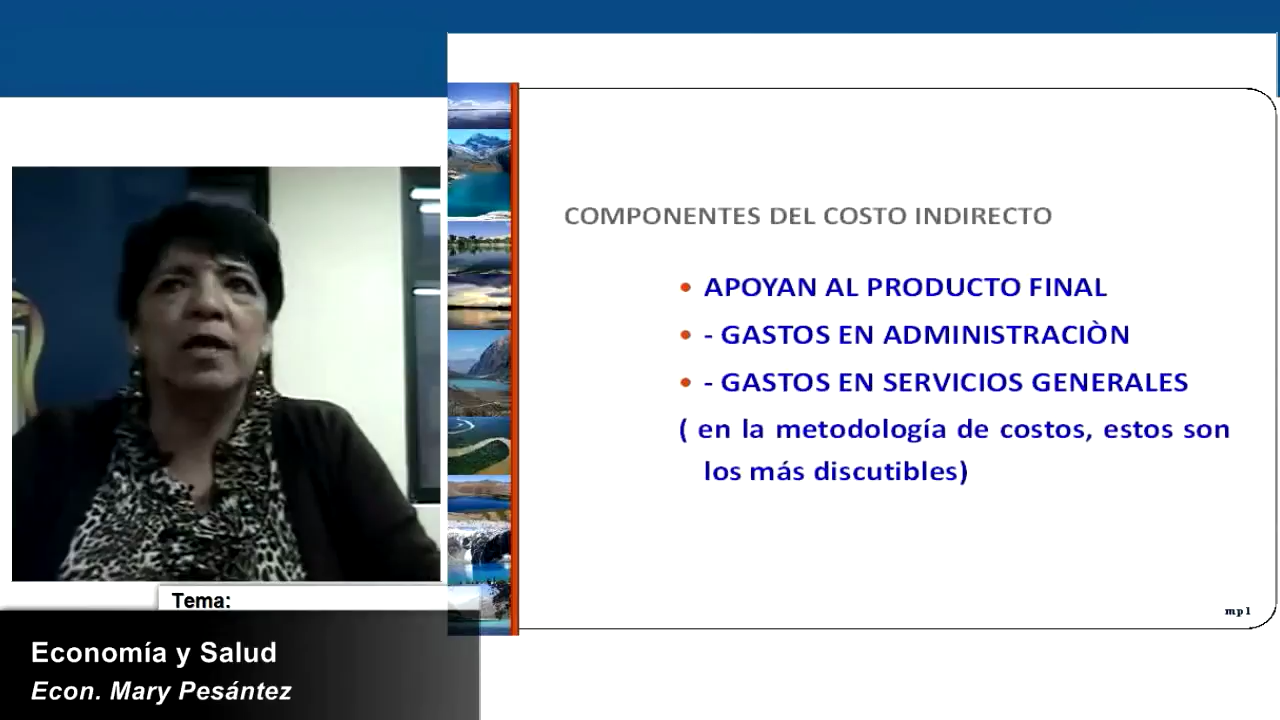 COMPONENTES DEL COSTO INDIRECTO
• APOYAN AL PRODUCTO FINAL
• - GASTOS EN ADMINISTRACIÒN
• - GASTOS EN SERVICIOS GENERALES
( en la metodología de costos, estos son
los más discutibles)
mp1
Tema:
Economía y Salud
Econ. Mary Pesántez